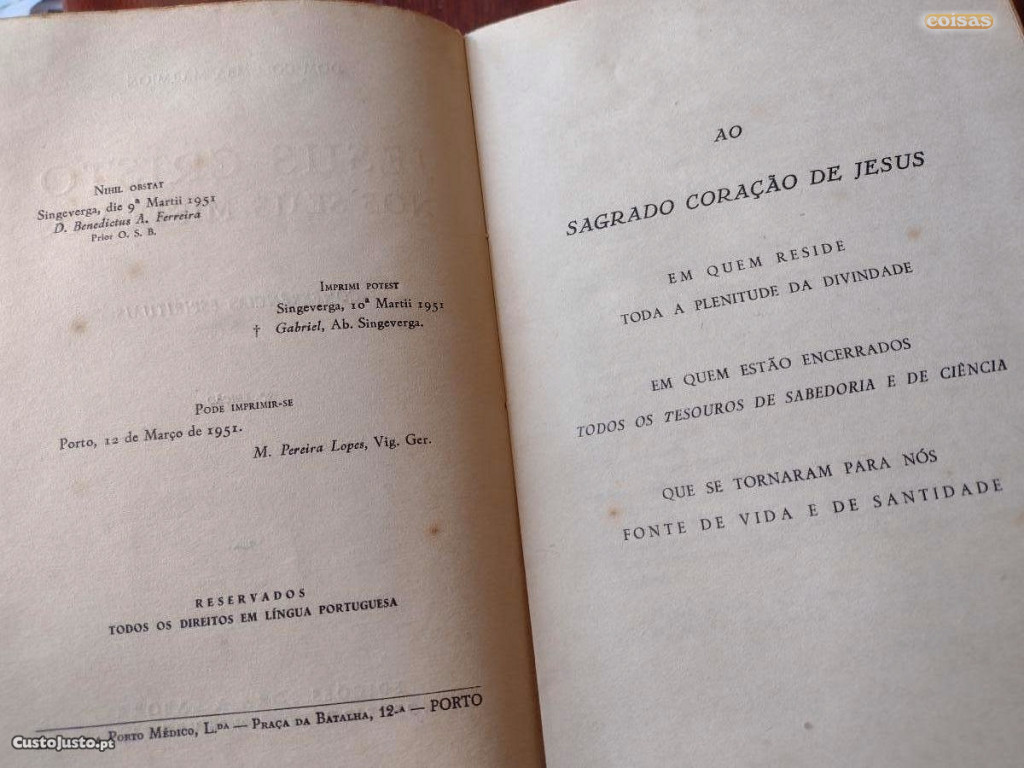 NIHIL OBSTAT
Singeverga, die 9ª Martii 1951
D. Benedictus A. Ferreira
Prior O. S. B.
IMPRIMI POTEST
Singeverga, 10ª Martii 1951
† Gabriel, Ab. Singeverga.
PODE IMPRIMIR-SE
Porto, 12 de Março de 1951.
M. Pereira Lopes, Vig. Ger.
RESERVADOS
TODOS OS DIREITOS EM LÍNGUA PORTUGUESA
PORTO MÉDICO, L.DA — PRAÇA DA BATALHA, 12-A — PORTO
CustoJusto.pt
coisas
AO
SAGRADO CORAÇÃO DE JESUS
EM QUEM RESIDE
TODA A PLENITUDE DA DIVINDADE
EM QUEM ESTÃO ENCERRADOS
TODOS OS TESOUROS DE SABEDORIA E DE CIÊNCIA
QUE SE TORNARAM PARA NÓS
FONTE DE VIDA E DE SANTIDADE